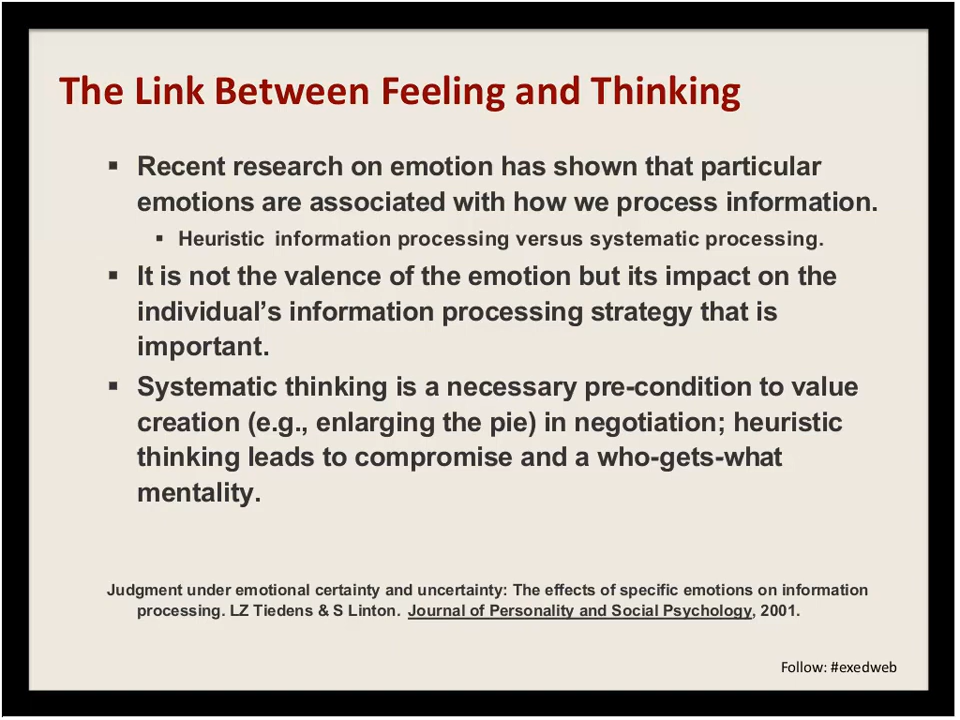 The Link Between Feeling and Thinking
▪ Recent research on emotion has shown that particular
emotions are associated with how we process information.
▪ Heuristic information processing versus systematic processing.
▪ It is not the valence of the emotion but its impact on the
individual’s information processing strategy that is
important.
▪ Systematic thinking is a necessary pre-condition to value
creation (e.g., enlarging the pie) in negotiation; heuristic
thinking leads to compromise and a who-gets-what
mentality.
Judgment under emotional certainty and uncertainty: The effects of specific emotions on information
processing. LZ Tiedens & S Linton. Journal of Personality and Social Psychology, 2001.
Follow: #exedweb